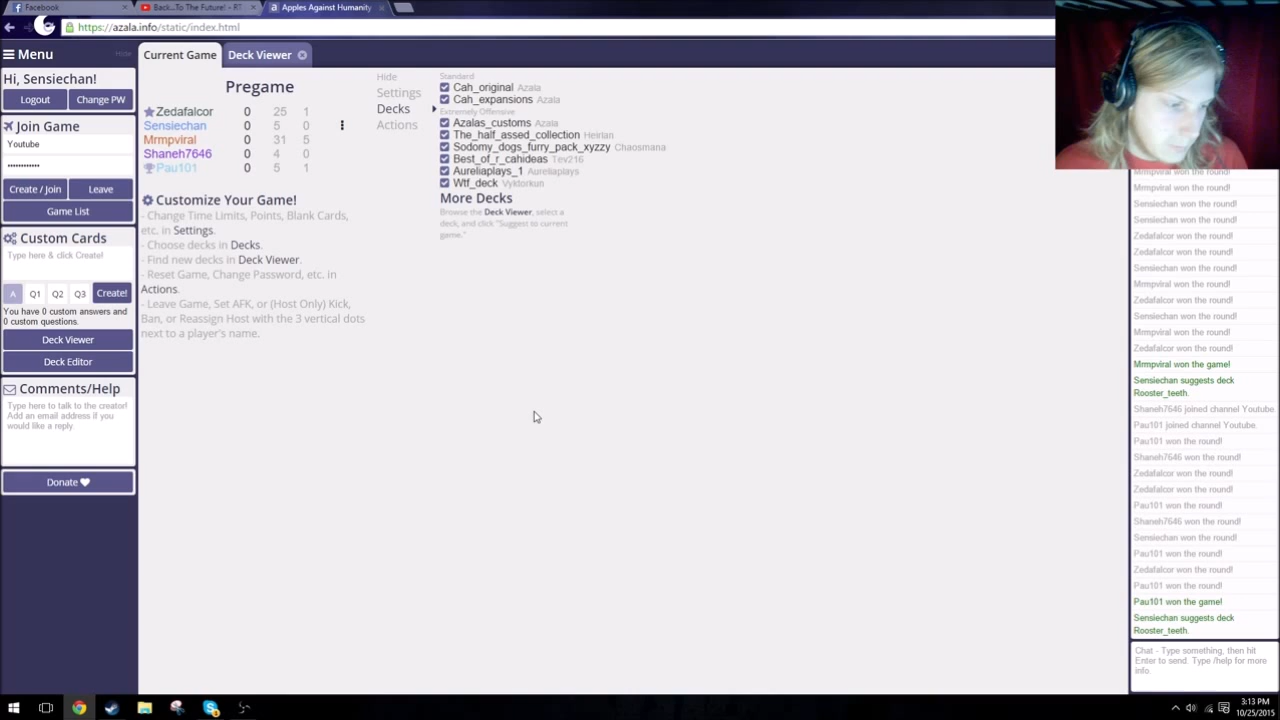 Facebook
Back...To The Future! - RT
Apples Against Humanity
https://azala.info/static/index.html
Menu
Hide
Hi, Sensiechan!
Logout
Change PW
Join Game
Youtube
Create / Join
Leave
Game List
Custom Cards
Type here & click Create!
A Q1 Q2 Q3 Create!
You have 0 custom answers and
0 custom questions.
Deck Viewer
Deck Editor
Comments/Help
Type here to talk to the creator!
Add an email address if you
would like a reply.
Donate
Current Game
Deck Viewer
Pregame
Zedafalcor 0 25 1
Sensiechan 0 5 0
Mrmpviral 0 31 5
Shaneh7646 0 4 0
Pau101 0 5 1
Customize Your Game!
- Change Time Limits, Points, Blank Cards,
etc. in Settings.
- Choose decks in Decks.
- Find new decks in Deck Viewer.
- Reset Game, Change Password, etc. in
Actions.
- Leave Game, Set AFK, or (Host Only) Kick,
Ban, or Reassign Host with the 3 vertical dots
next to a player's name.
Hide
Settings
Decks
Actions
Standard
Cah_original Azala
Cah_expansions Azala
Extremely Offensive
Azalas_customs Azala
The_half_assed_collection Heirian
Sodomy_dogs_furry_pack_xyzzy Chaosmana
Best_of_r_cahideas Tev216
Aureliaplays_1 Aureliaplays
Wtf_deck Vyktorkun
More Decks
Browse the Deck Viewer, select a
deck, and click "Suggest to current
game."
Mrmpviral won the round!
Mrmpviral won the round!
Sensiechan won the round!
Sensiechan won the round!
Zedafalcor won the round!
Zedafalcor won the round!
Sensiechan won the round!
Mrmpviral won the round!
Zedafalcor won the round!
Sensiechan won the round!
Mrmpviral won the round!
Zedafalcor won the round!
Mrmpviral won the game!
Sensiechan suggests deck
Rooster_teeth.
Shaneh7646 joined channel Youtube.
Pau101 joined channel Youtube.
Pau101 won the round!
Shaneh7646 won the round!
Zedafalcor won the round!
Zedafalcor won the round!
Pau101 won the round!
Shaneh7646 won the round!
Sensiechan won the round!
Pau101 won the round!
Zedafalcor won the round!
Pau101 won the round!
Pau101 won the game!
Sensiechan suggests deck
Rooster_teeth.
Chat - Type something, then hit
Enter to send. Type /help for more
info.
3:13 PM
10/25/2015